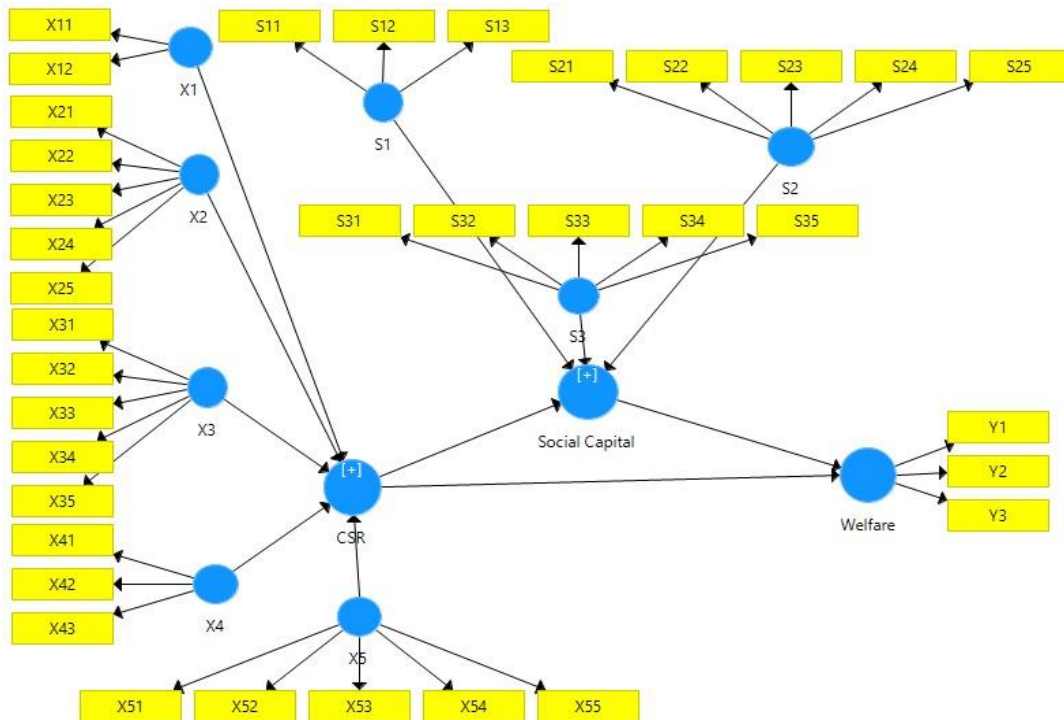 X11
X12
X1
S11
S12
S13
S1
S21
S22
S23
S24
S25
S2
X21
X22
X23
X24
X25
X2
S31
S32
S33
S34
S35
S3
X31
X32
X33
X34
X35
X3
[+]
Social Capital
[+]
CSR
Y1
Y2
Y3
Welfare
X41
X42
X43
X4
X5
X51
X52
X53
X54
X55